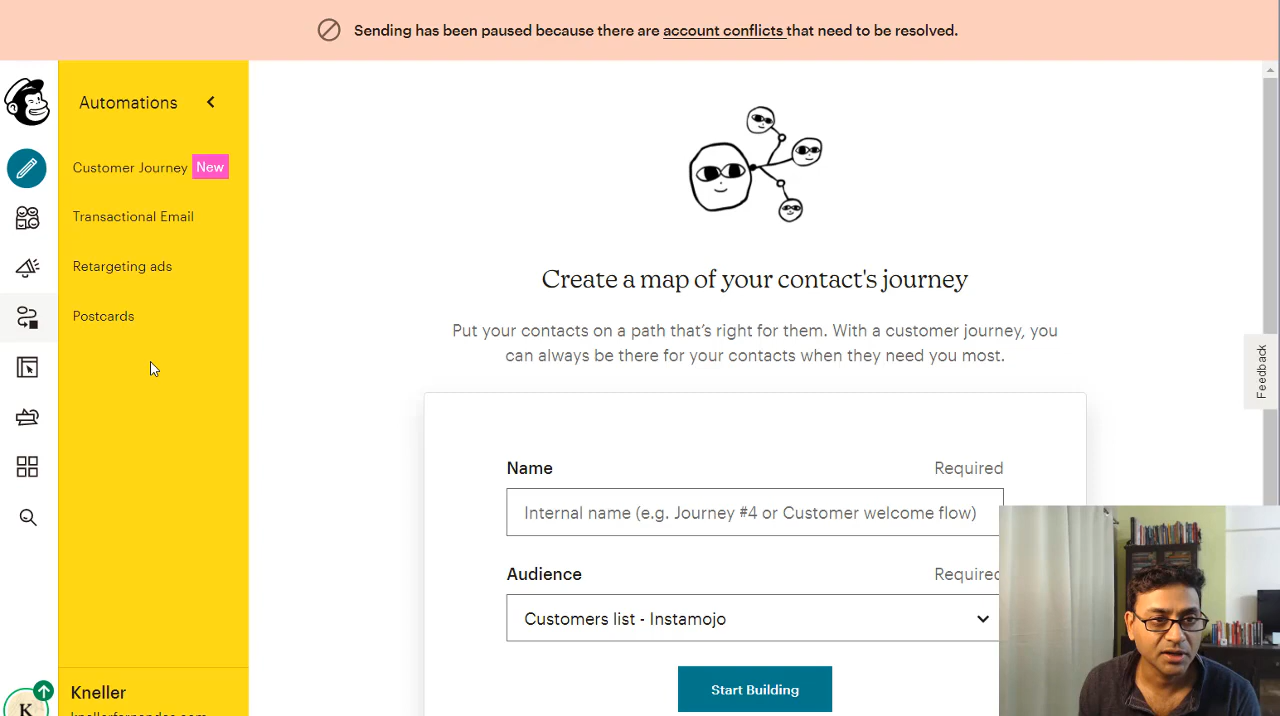 Sending has been paused because there are account conflicts that need to be resolved.
Automations
Customer Journey New
Transactional Email
Retargeting ads
Postcards
Kneller
Create a map of your contact's journey
Put your contacts on a path that's right for them. With a customer journey, you
can always be there for your contacts when they need you most.
Name Required
Internal name (e.g. Journey #4 or Customer welcome flow)
Audience Required
Customers list - Instamojo
Start Building
Feedback
K